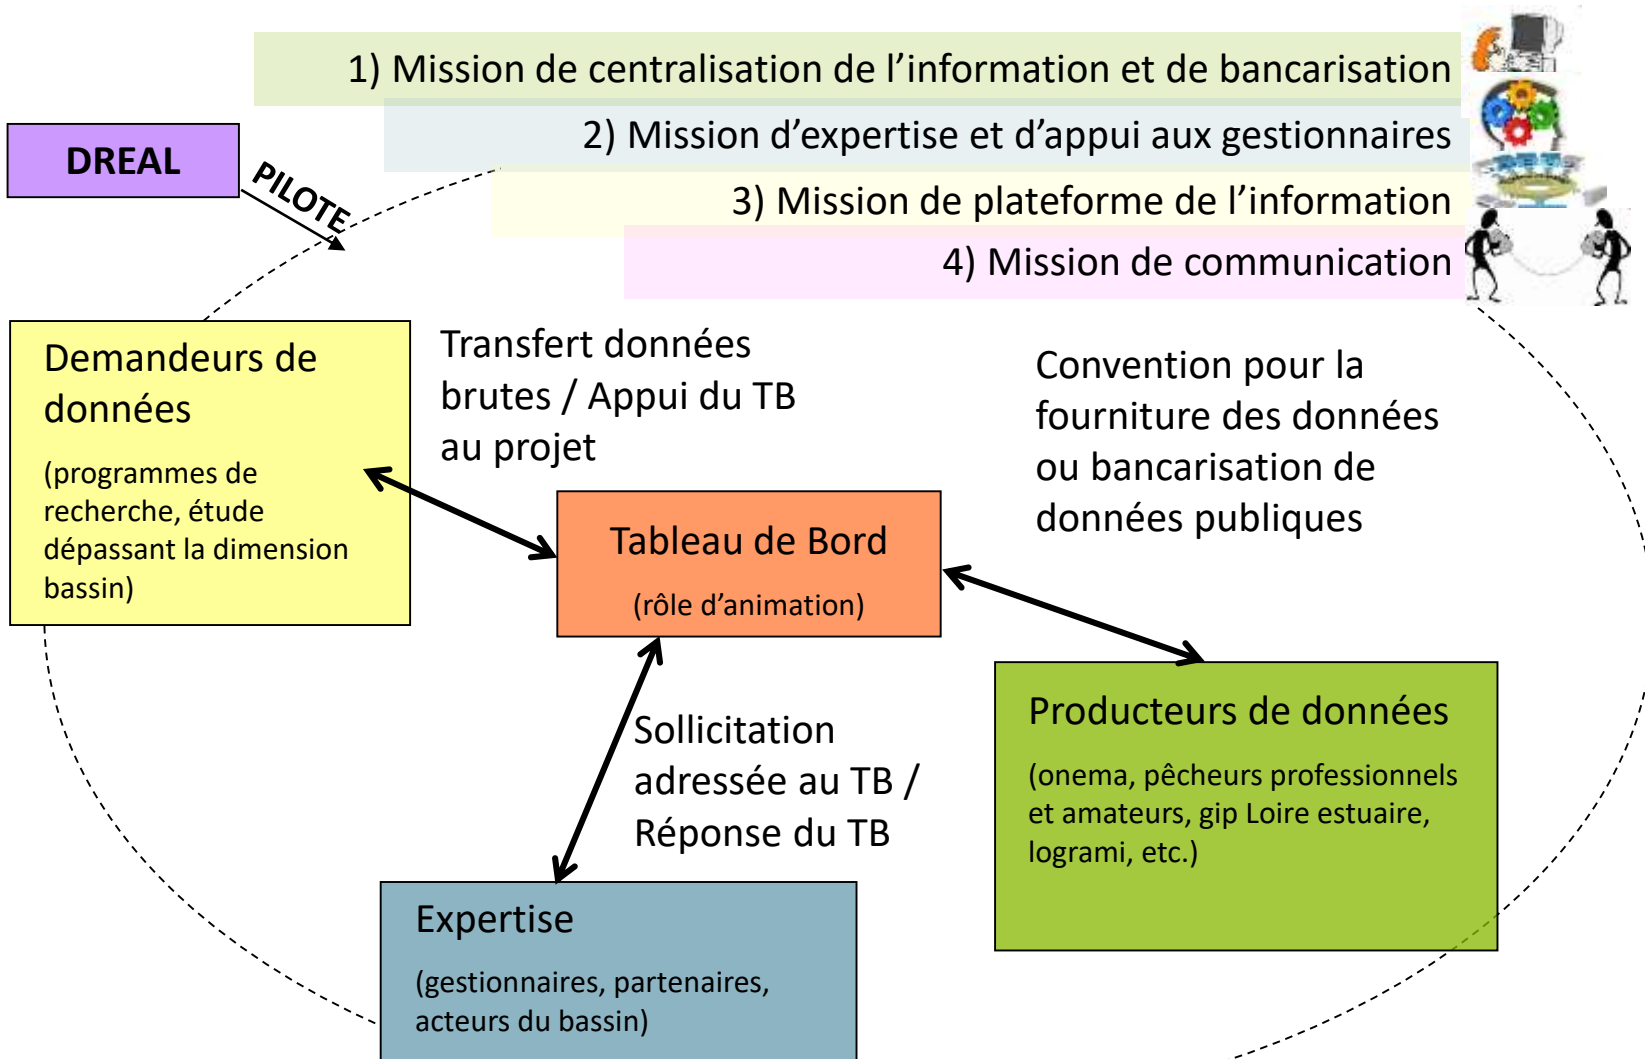 1) Mission de centralisation de l’information et de bancarisation
2) Mission d’expertise et d’appui aux gestionnaires
3) Mission de plateforme de l’information
4) Mission de communication
DREAL
PILOTE
Demandeurs de
données
(programmes de
recherche, étude
dépassant la dimension
bassin)
Transfert données
brutes / Appui du TB
au projet
Convention pour la
fourniture des données
ou bancarisation de
données publiques
Tableau de Bord
(rôle d’animation)
Sollicitation
adressée au TB /
Réponse du TB
Producteurs de données
(onema, pêcheurs professionnels
et amateurs, gip Loire estuaire,
logrami, etc.)
Expertise
(gestionnaires, partenaires,
acteurs du bassin)